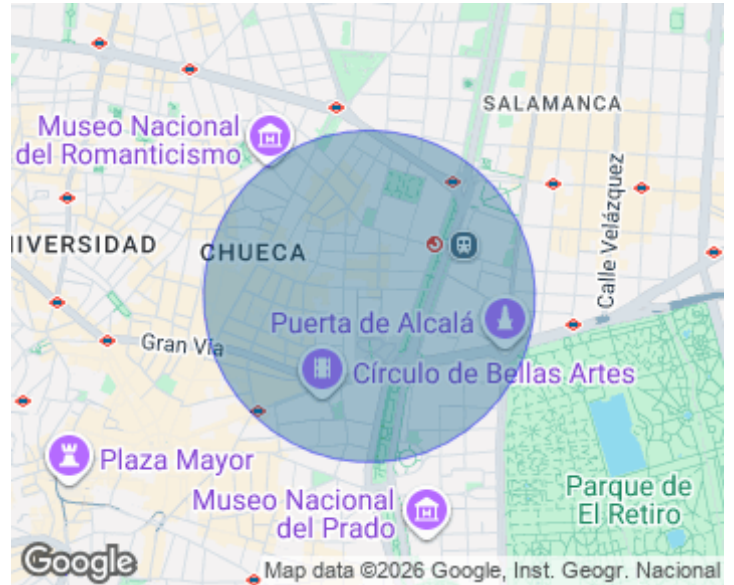 SALAMANCA
Museo Nacional
del Romanticismo
Calle Velázquez
NIVERSIDAD
CHUECA
Puerta de Alcalá
Gran Vía
Círculo de Bellas Artes
Plaza Mayor
Museo Nacional
del Prado
Parque de
El Retiro
Google
Map data ©2026 Google, Inst. Geogr. Nacional